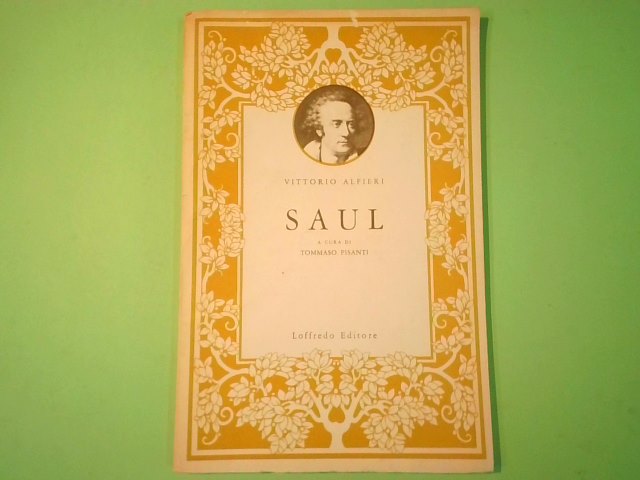 VITTORIO ALFIERI
SAUL
A CURA DI
TOMMASO PISANTI
Loffredo Editore